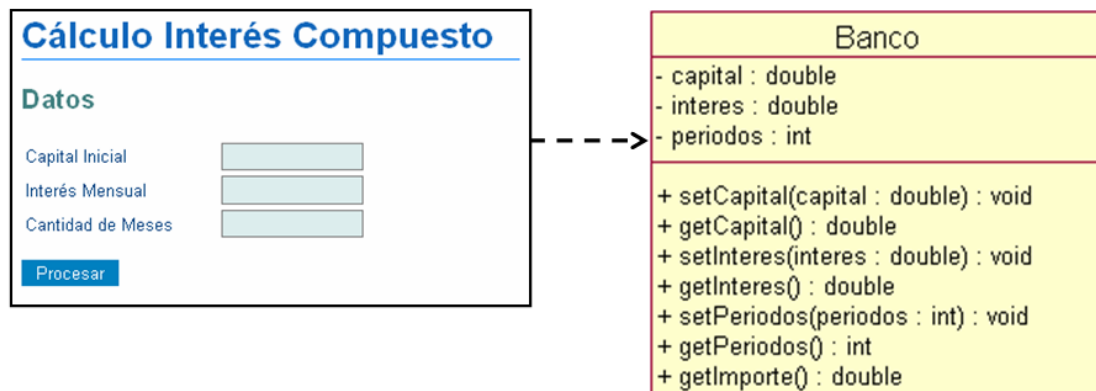 Cálculo Interés Compuesto
Datos
Capital Inicial
Interés Mensual
Cantidad de Meses
Procesar
Banco
- capital : double
- interes : double
- periodos : int
+ setCapital(capital : double) : void
+ getCapital() : double
+ setInteres(interes : double) : void
+ getInteres() : double
+ setPeriodos(periodos : int) : void
+ getPeriodos() : int
+ getImporte() : double